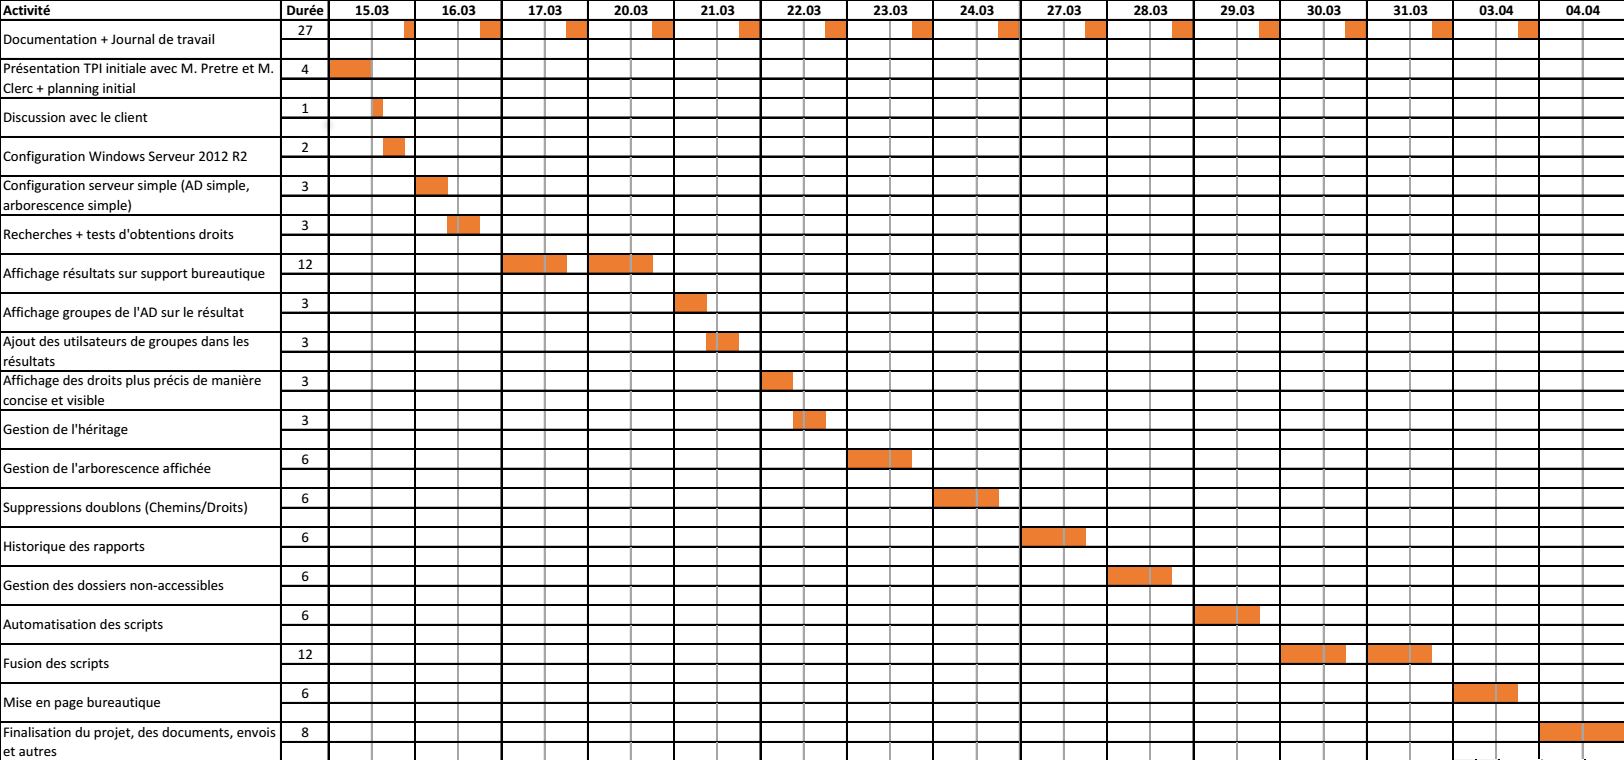 Activité Durée 15.03 16.03 17.03 20.03 21.03 22.03 23.03 24.03 27.03 28.03 29.03 30.03 31.03 03.04 04.04
Documentation + Journal de travail 27
Présentation TPI initiale avec M. Pretre et M. 4
Clerc + planning initial
Discussion avec le client 1
Configuration Windows Serveur 2012 R2 2
Configuration serveur simple (AD simple, 3
arborescence simple)
Recherches + tests d'obtentions droits 3
Affichage résultats sur support bureautique 12
Affichage groupes de l'AD sur le résultat 3
Ajout des utilsateurs de groupes dans les 3
résultats
Affichage des droits plus précis de manière 3
concise et visible
Gestion de l'héritage 3
Gestion de l'arborescence affichée 6
Suppressions doublons (Chemins/Droits) 6
Historique des rapports 6
Gestion des dossiers non-accessibles 6
Automatisation des scripts 6
Fusion des scripts 12
Mise en page bureautique 6
Finalisation du projet, des documents, envois 8
et autres